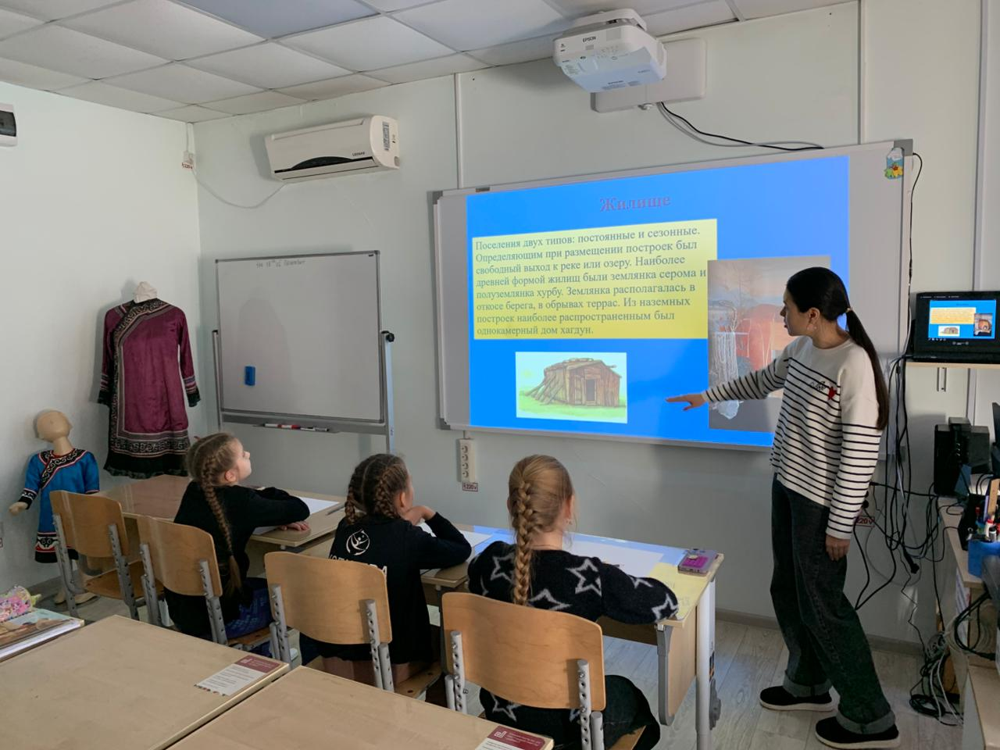 EPSON
Жилище
Поселения двух типов: постоянные и сезонные.
Определяющим при размещении построек был
свободный выход к реке или озеру. Наиболее
древней формой жилищ были землянка серома и
полуземлянка хурбу. Землянка располагалась в
откосе берега, в обрывах террас. Из наземных
построек наиболее распространенным был
однокамерный дом хагдун.
220V